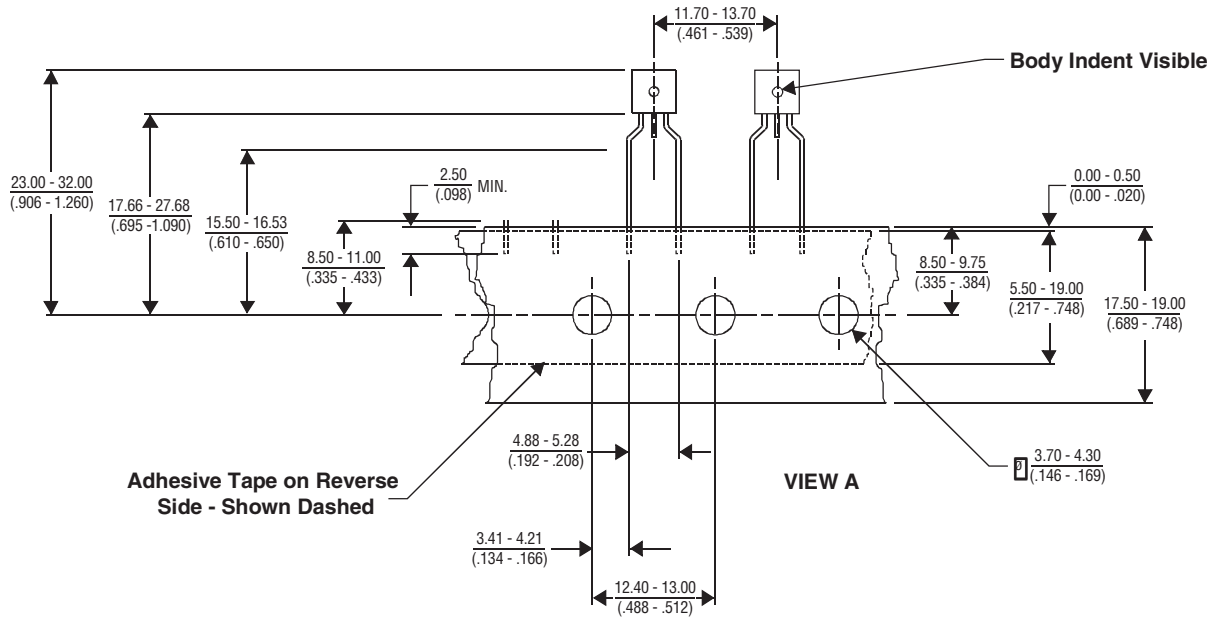 11.70 - 13.70
(.461 - .539)
Body Indent Visible
23.00 - 32.00
(.906 - 1.260)
17.66 - 27.68
(.695 -1.090)
15.50 - 16.53
(.610 - .650)
8.50 - 11.00
(.335 - .433)
2.50
(.098)
MIN.
0.00 - 0.50
(0.00 - .020)
8.50 - 9.75
(.335 - .384)
5.50 - 19.00
(.217 - .748)
17.50 - 19.00
(.689 - .748)
4.88 - 5.28
(.192 - .208)
Adhesive Tape on Reverse
Side - Shown Dashed
VIEW A
0 3.70 - 4.30
(.146 - .169)
3.41 - 4.21
(.134 - .166)
12.40 - 13.00
(.488 - .512)